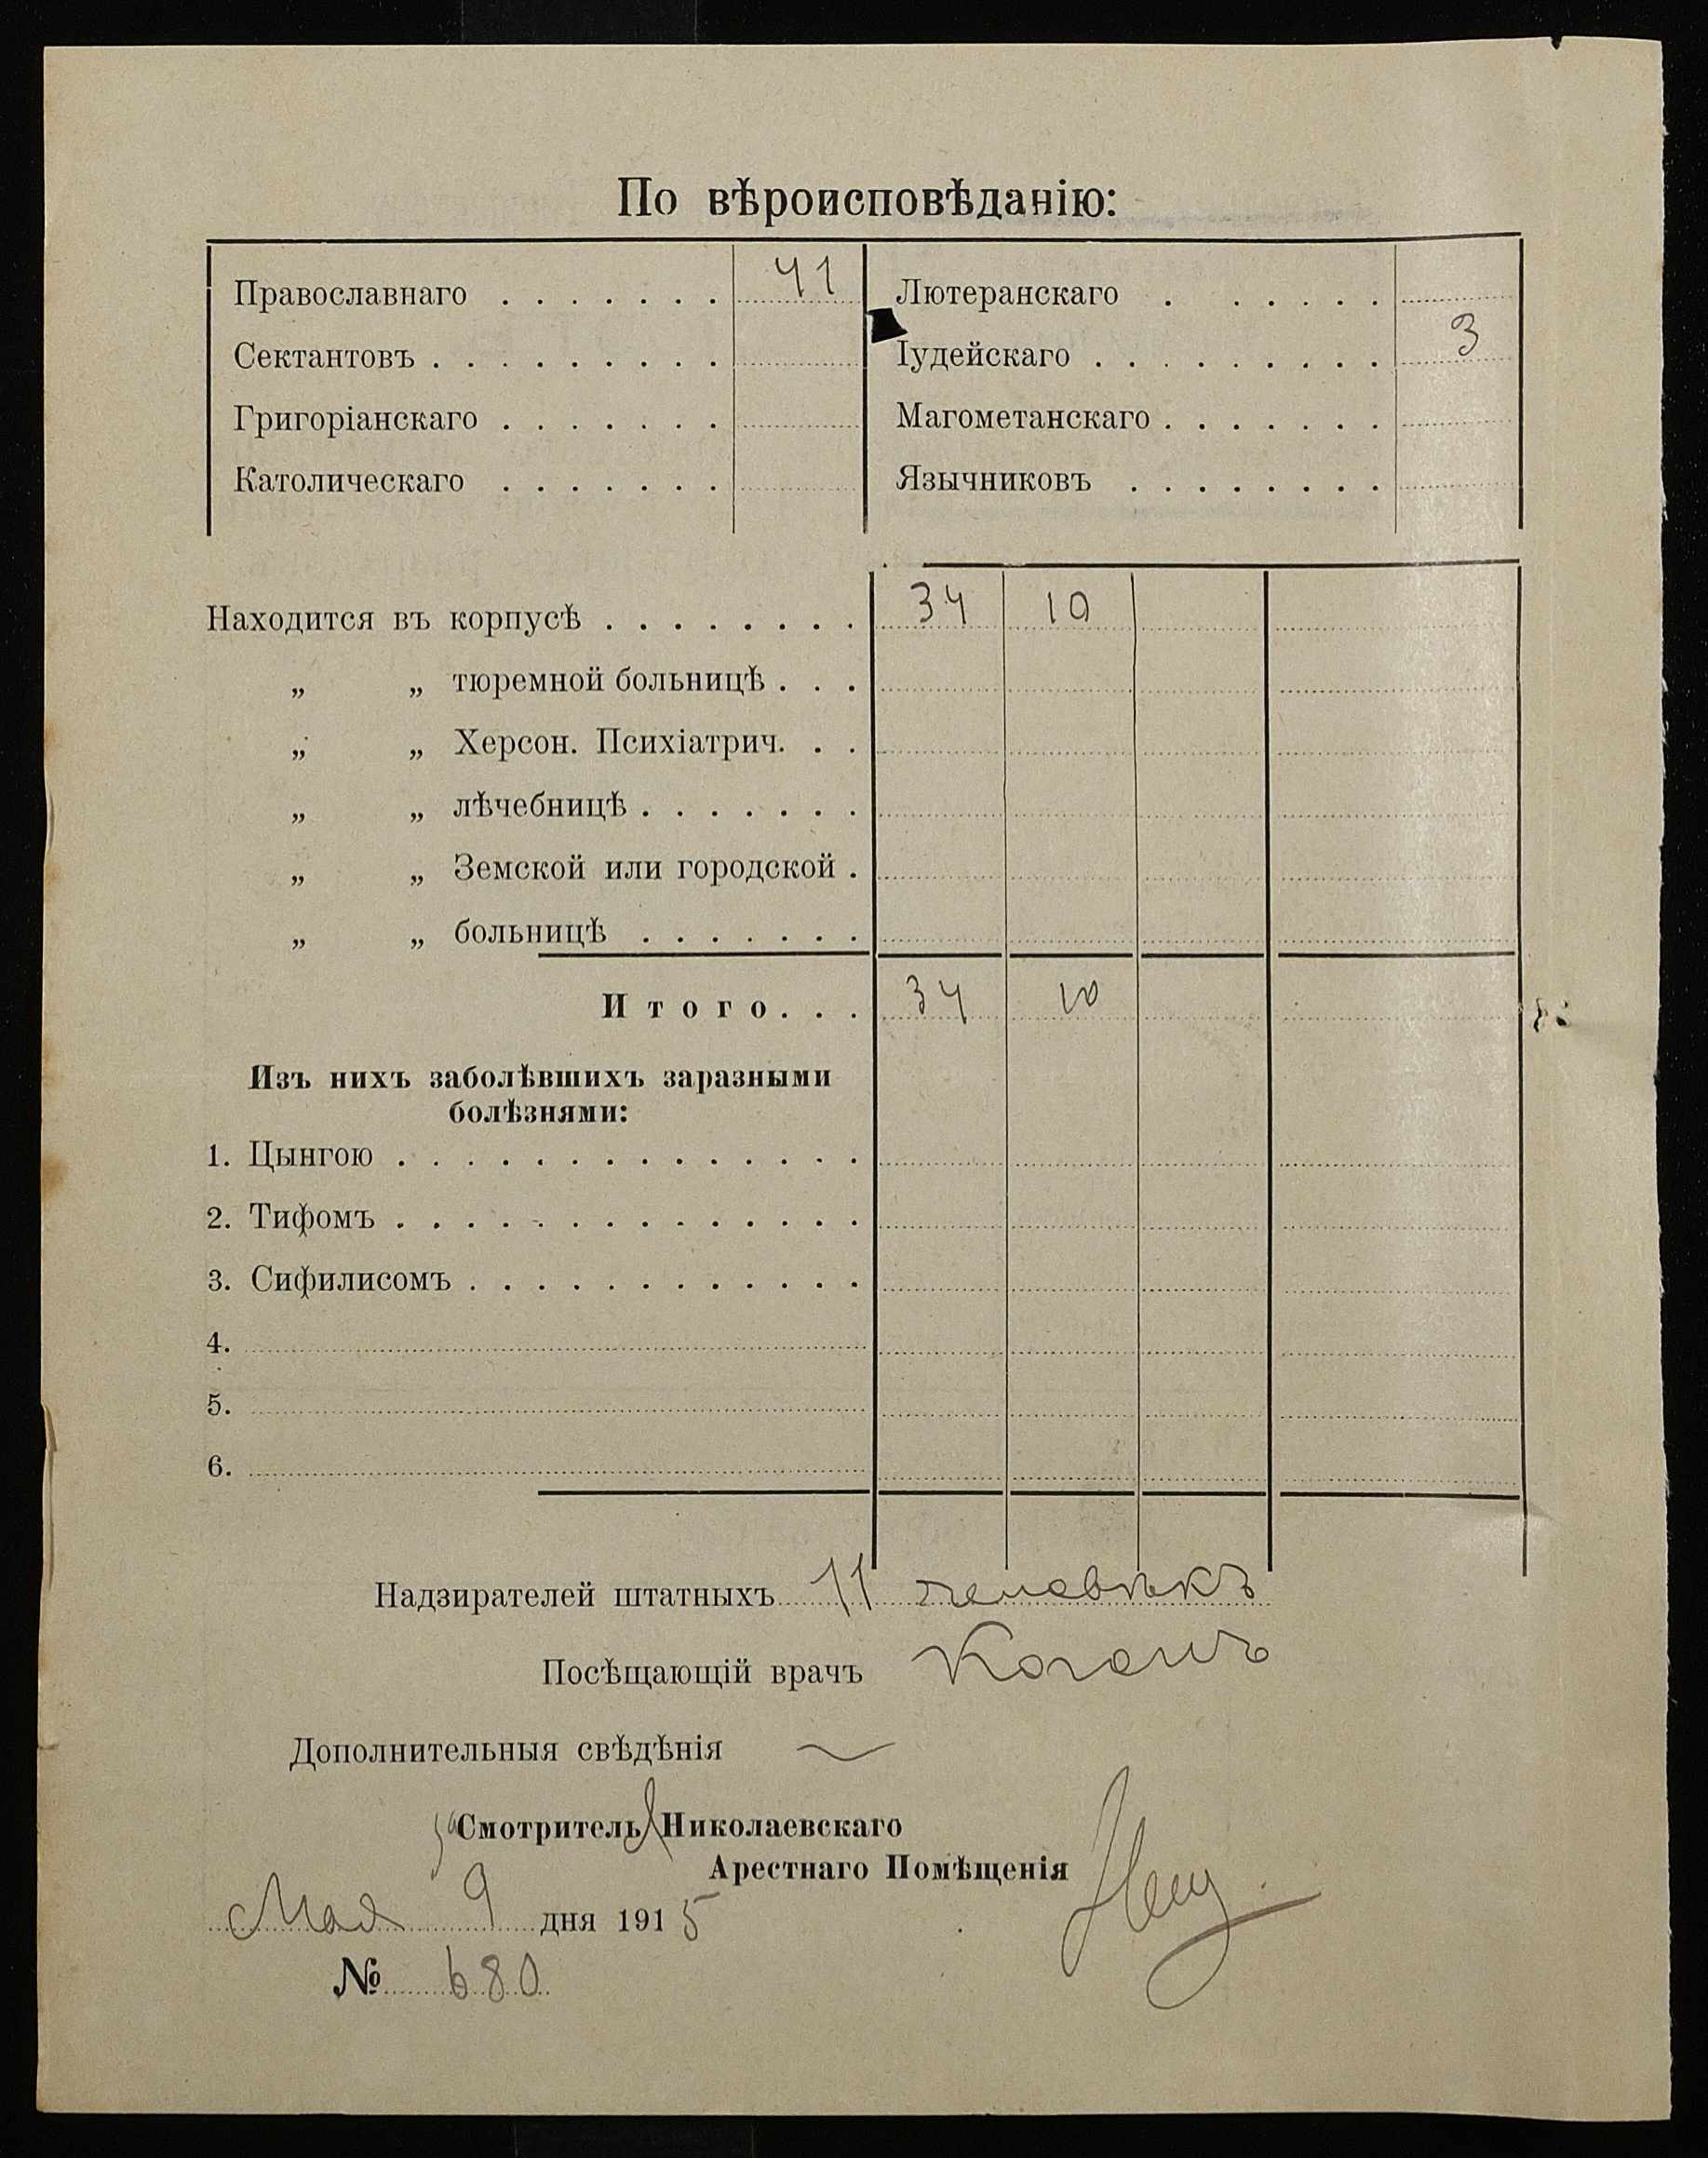 По вѣроисповѣданію:
Православнаго . . . . . . . 41 Лютеранскаго . . . . . .
Сектантовъ . . . . . . . . . Іудейскаго . . . . . . . . . 3
Григоріанскаго . . . . . . . Магометанскаго . . . . . . .
Католическаго . . . . . . . Язычниковъ . . . . . . . .
Находится въ корпусѣ . . . . . . . . 34 10
„ „ тюремной больницѣ . . .
„ „ Херсон. Психіатрич. . .
„ „ лѣчебницѣ . . . . . . .
„ „ Земской или городской .
„ „ больницѣ . . . . . . .
Итого . . . 34 10
Изъ нихъ заболѣвшихъ заразными
болѣзнями:
1. Цынгою . . . . . . . . . . . . . .
2. Тифомъ . . . . . . . . . . . . . .
3. Сифилисомъ . . . . . . . . . . . .
4.
5.
6.
Надзирателей штатныхъ 11 человѣкъ
Посѣщающій врачъ Коганъ
Дополнительныя свѣдѣнія ~
за Смотритель Николаевскаго
Арестнаго Помѣщенія
Мая 9 дня 1915
№ 680